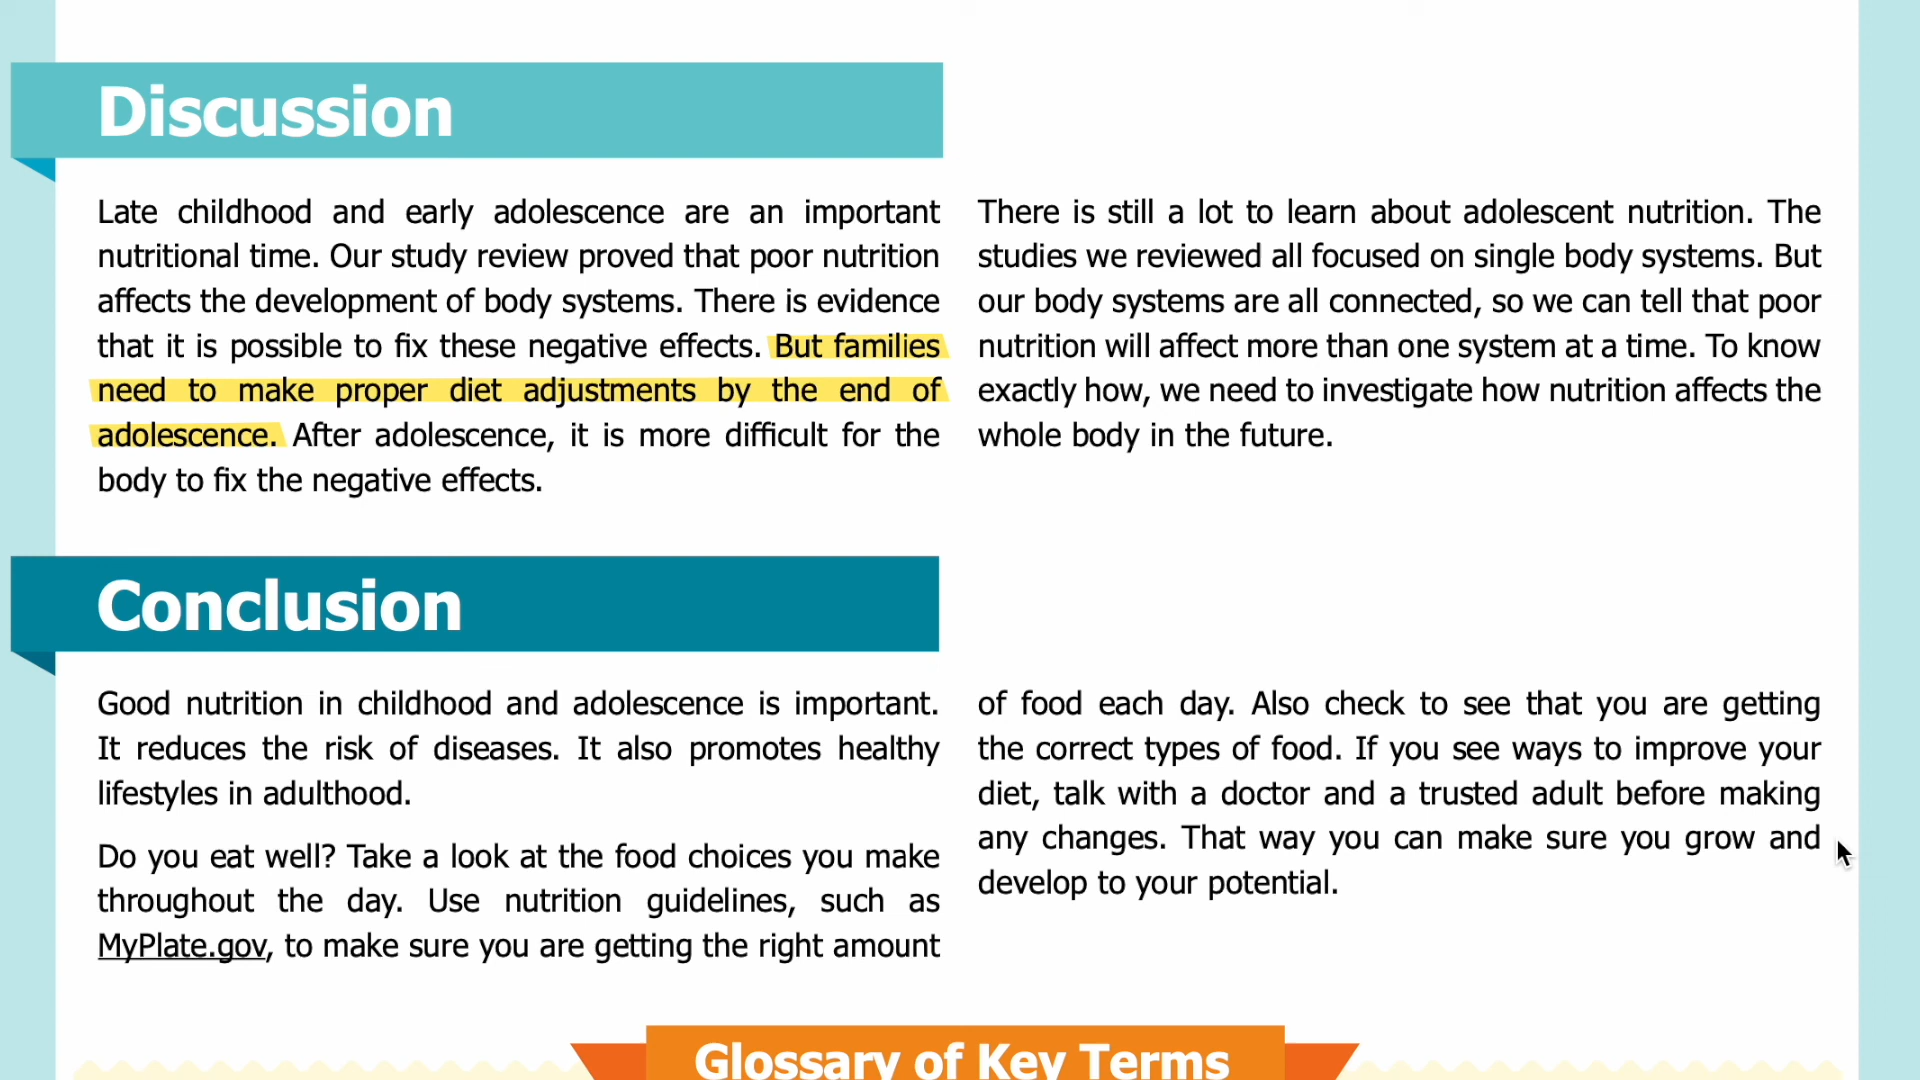 Discussion
Late childhood and early adolescence are an important
nutritional time. Our study review proved that poor nutrition
affects the development of body systems. There is evidence
that it is possible to fix these negative effects. But families
need to make proper diet adjustments by the end of
adolescence. After adolescence, it is more difficult for the
body to fix the negative effects.
There is still a lot to learn about adolescent nutrition. The
studies we reviewed all focused on single body systems. But
our body systems are all connected, so we can tell that poor
nutrition will affect more than one system at a time. To know
exactly how, we need to investigate how nutrition affects the
whole body in the future.
Conclusion
Good nutrition in childhood and adolescence is important.
It reduces the risk of diseases. It also promotes healthy
lifestyles in adulthood.
Do you eat well? Take a look at the food choices you make
throughout the day. Use nutrition guidelines, such as
MyPlate.gov, to make sure you are getting the right amount
of food each day. Also check to see that you are getting
the correct types of food. If you see ways to improve your
diet, talk with a doctor and a trusted adult before making
any changes. That way you can make sure you grow and
develop to your potential.
Glossary of Key Terms